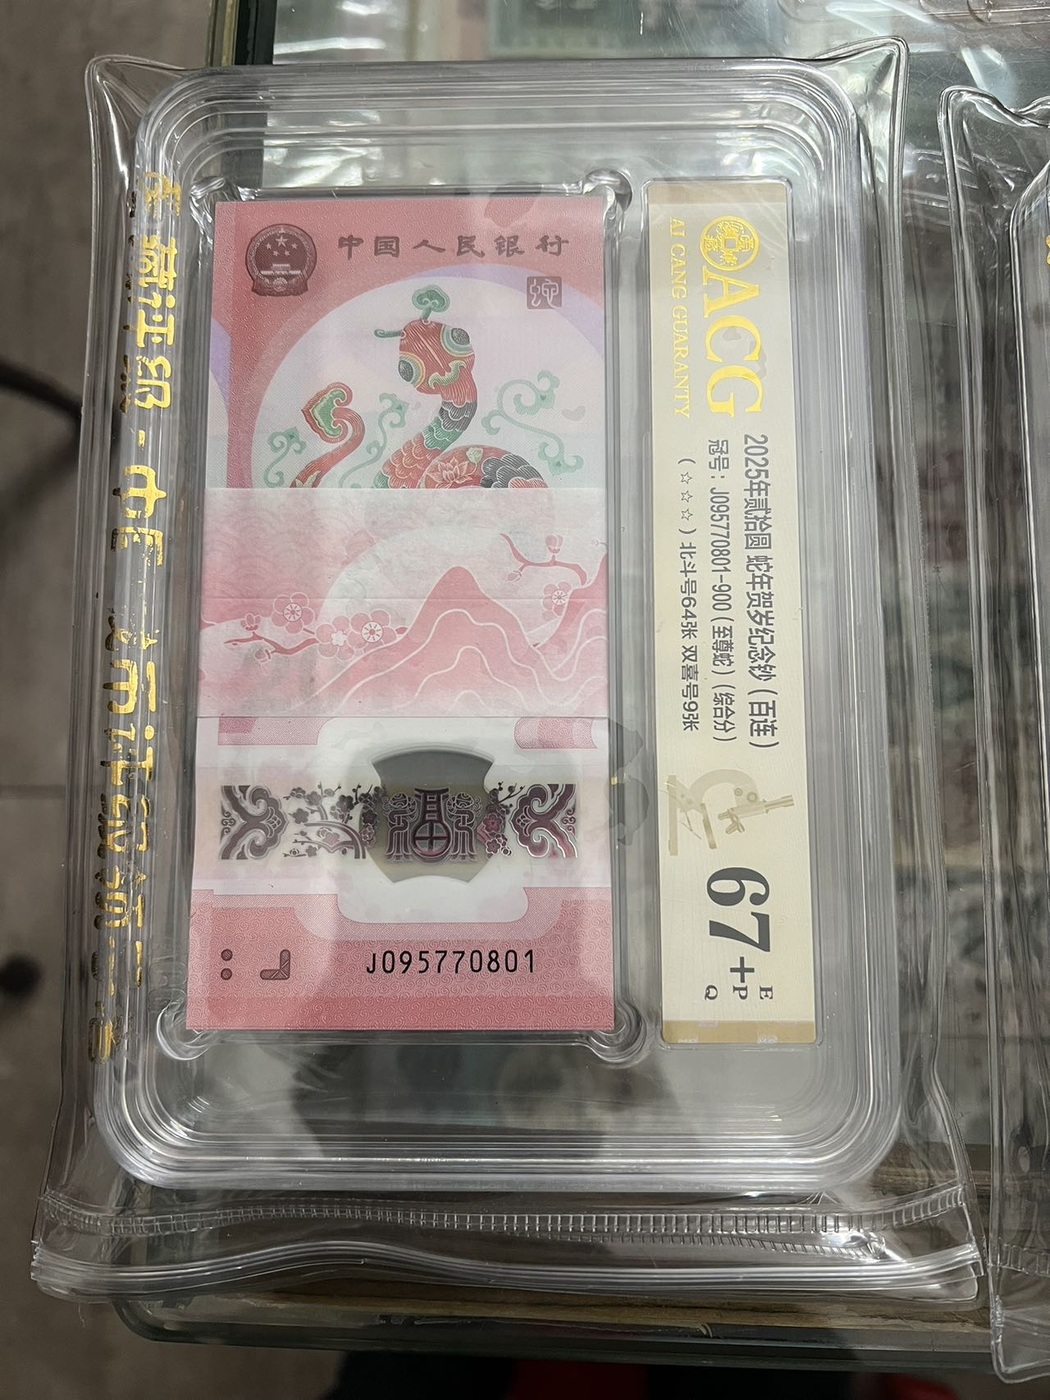 中国人民银行
蛇
J095770801
ACG
AI CANG GUARANTY
2025年贰拾圆 蛇年贺岁纪念钞（百连）
冠号：J095770801-900（至尊蛇）（综合分）
（☆☆☆）北斗号64张 双喜号9张
67+
E
P
Q